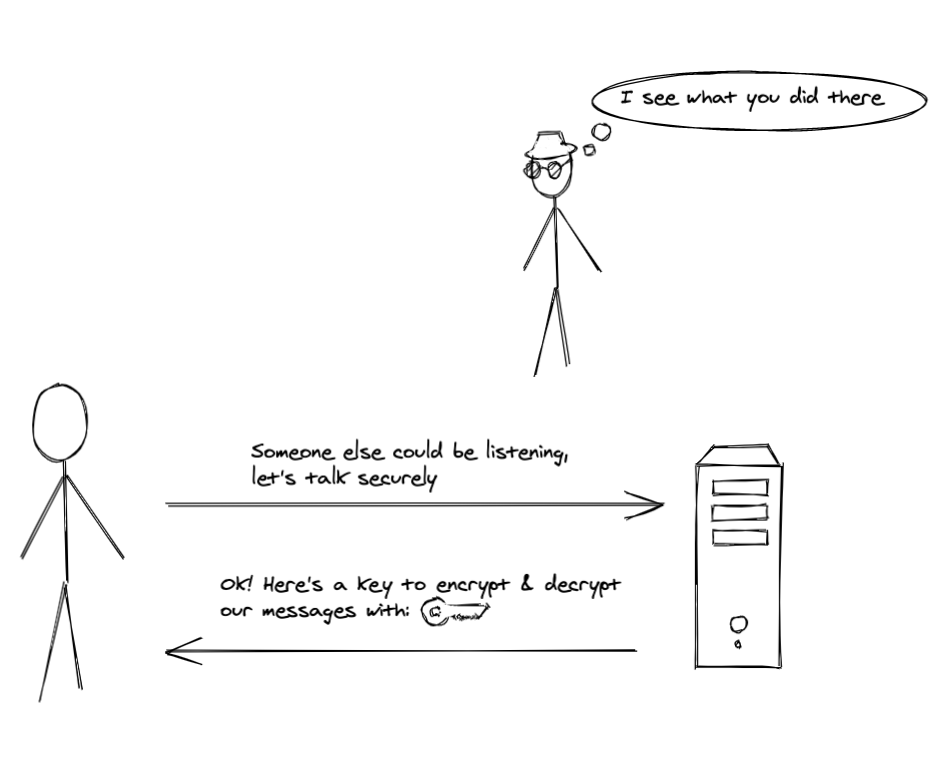 I see what you did there
Someone else could be listening,
let's talk securely
OK! Here's a key to encrypt & decrypt
our messages with: